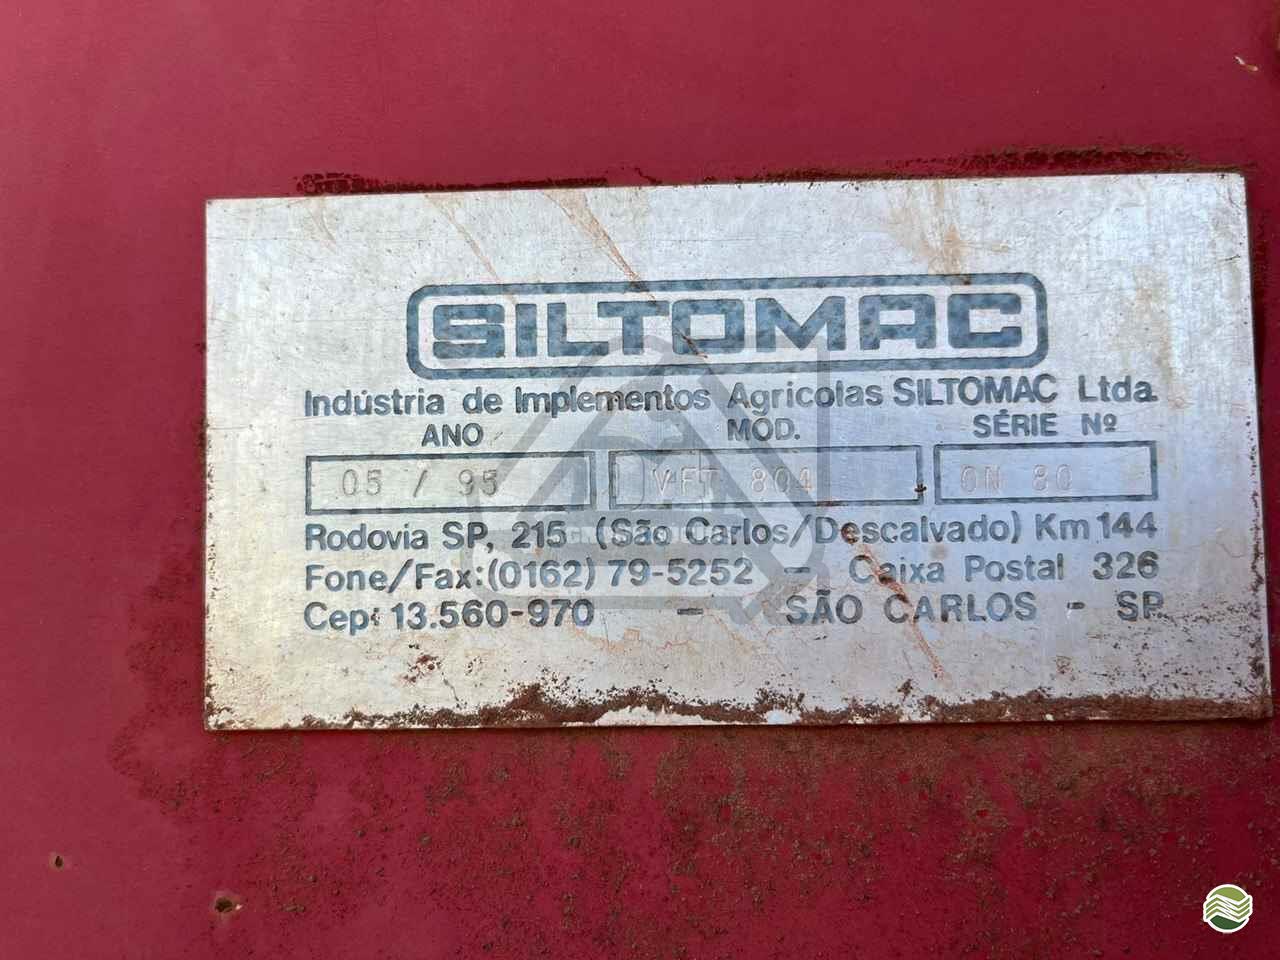 SILTOMAC
Indústria de Implementos Agricolas SILTOMAC Ltda.
ANO MOD. SÉRIE Nº
05 / 95 VFT 804 ON 80
Rodovia SP, 215 (São Carlos/Descalvado) Km 144
Fone/Fax:(0162) 79-5252 - Caixa Postal 326
Cep: 13.560-970 - SÃO CARLOS - SP